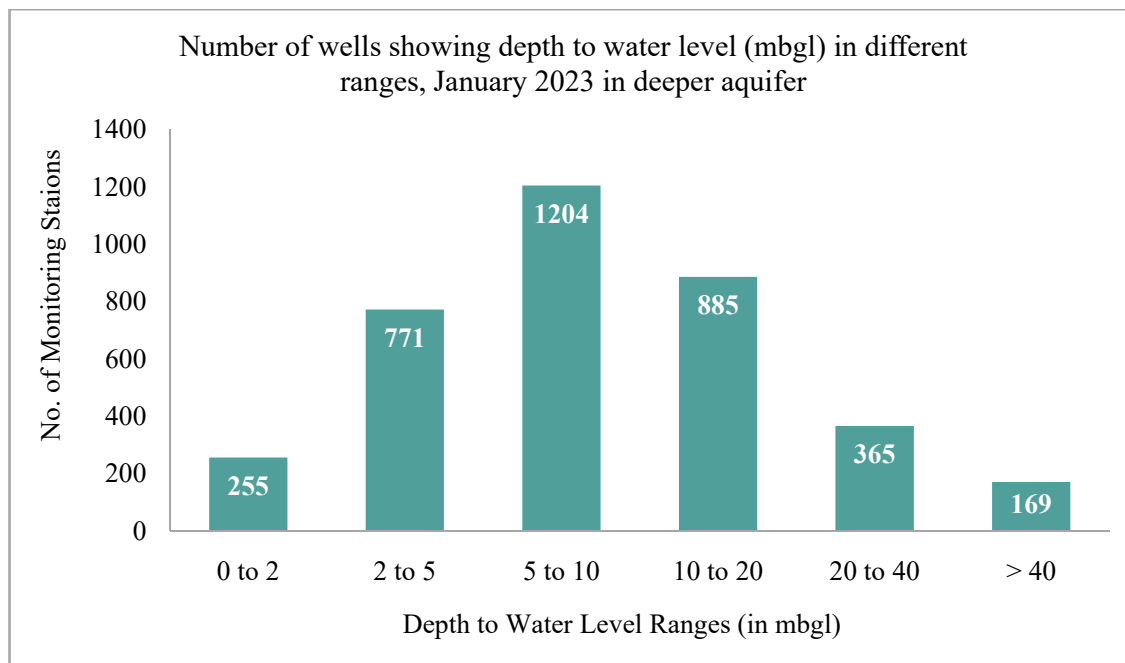 Number of wells showing depth to water level (mbgl) in different
ranges, January 2023 in deeper aquifer
No. of Monitoring Staions
1400
1200
1000
800
600
400
200
0
255
771
1204
885
365
169
0 to 2
2 to 5
5 to 10
10 to 20
20 to 40
> 40
Depth to Water Level Ranges (in mbgl)